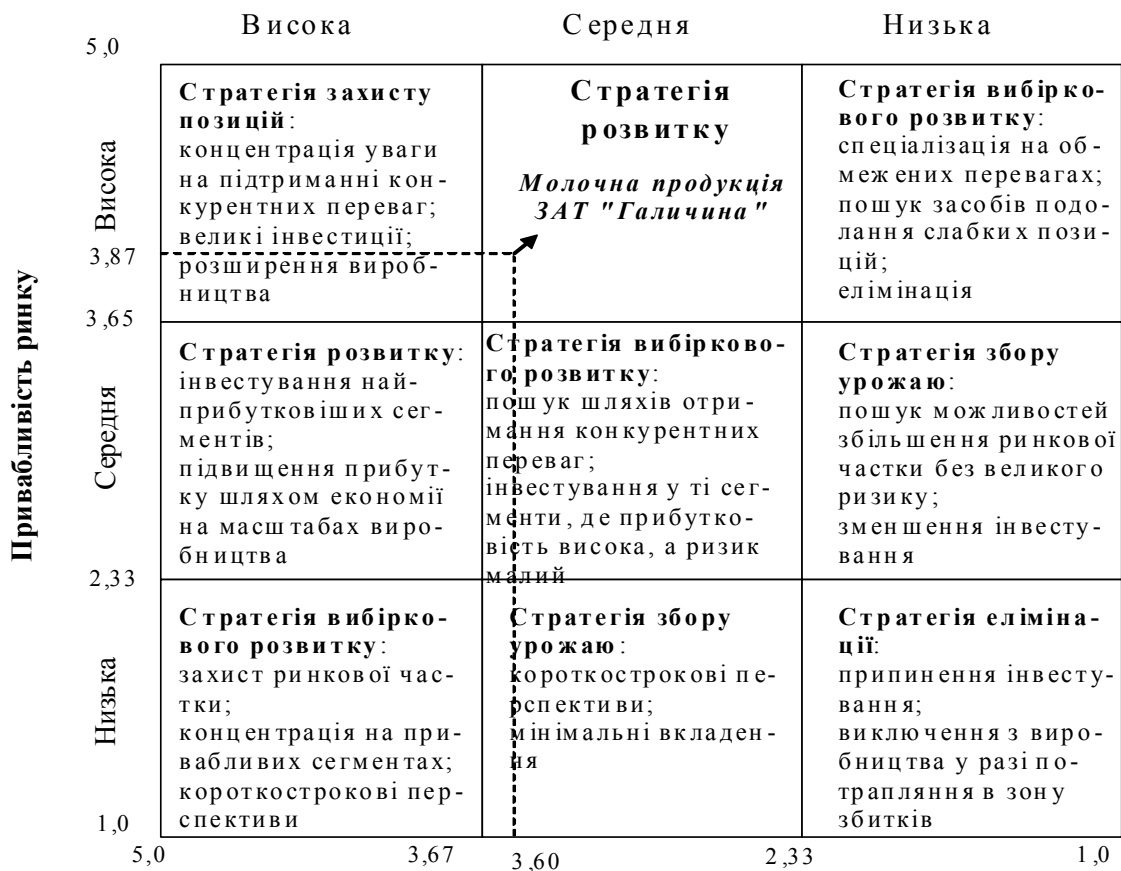 Висока Середня Низька
5,0
Стратегія захисту
позицій:
концентрація уваги
на підтриманні кон-
курентних переваг;
великі інвестиції;
розширення вироб-
ництва
Стратегія
розвитку
Молочна продукція
ЗАТ "Галичина"
Стратегія вибірко-
вого розвитку:
спеціалізація на об-
межених перевагах;
пошук засобів подо-
лання слабких пози-
цій;
елімінація
Висока
3,87
3,65
Привабливість ринку
Стратегія розвитку:
інвестування най-
прибутковіших сег-
ментів;
підвищення прибут-
ку шляхом економії
на масштабах виро-
бництва
Стратегія вибірково-
го розвитку:
пошук шляхів отри-
мання конкурентних
переваг;
інвестування у ті сег-
менти, де прибутко-
вість висока, а ризик
малий
Стратегія збору
урожаю:
пошук можливостей
збільшення ринкової
частки без великого
ризику;
зменшення інвесту-
вання
Середня
2,33
Стратегія вибірко-
вого розвитку:
захист ринкової час-
тки;
концентрація на при-
вабливих сегментах;
короткострокові пер-
спективи
Стратегія збору
урожаю:
короткострокові пе-
рспективи;
мінімальні вкладен-
ня
Стратегія еліміна-
ції:
припинення інвесту-
вання;
виключення з виро-
бництва у разі по-
трапляння в зону
збитків
Низька
1,0
5,0 3,67 3,60 2,33 1,0